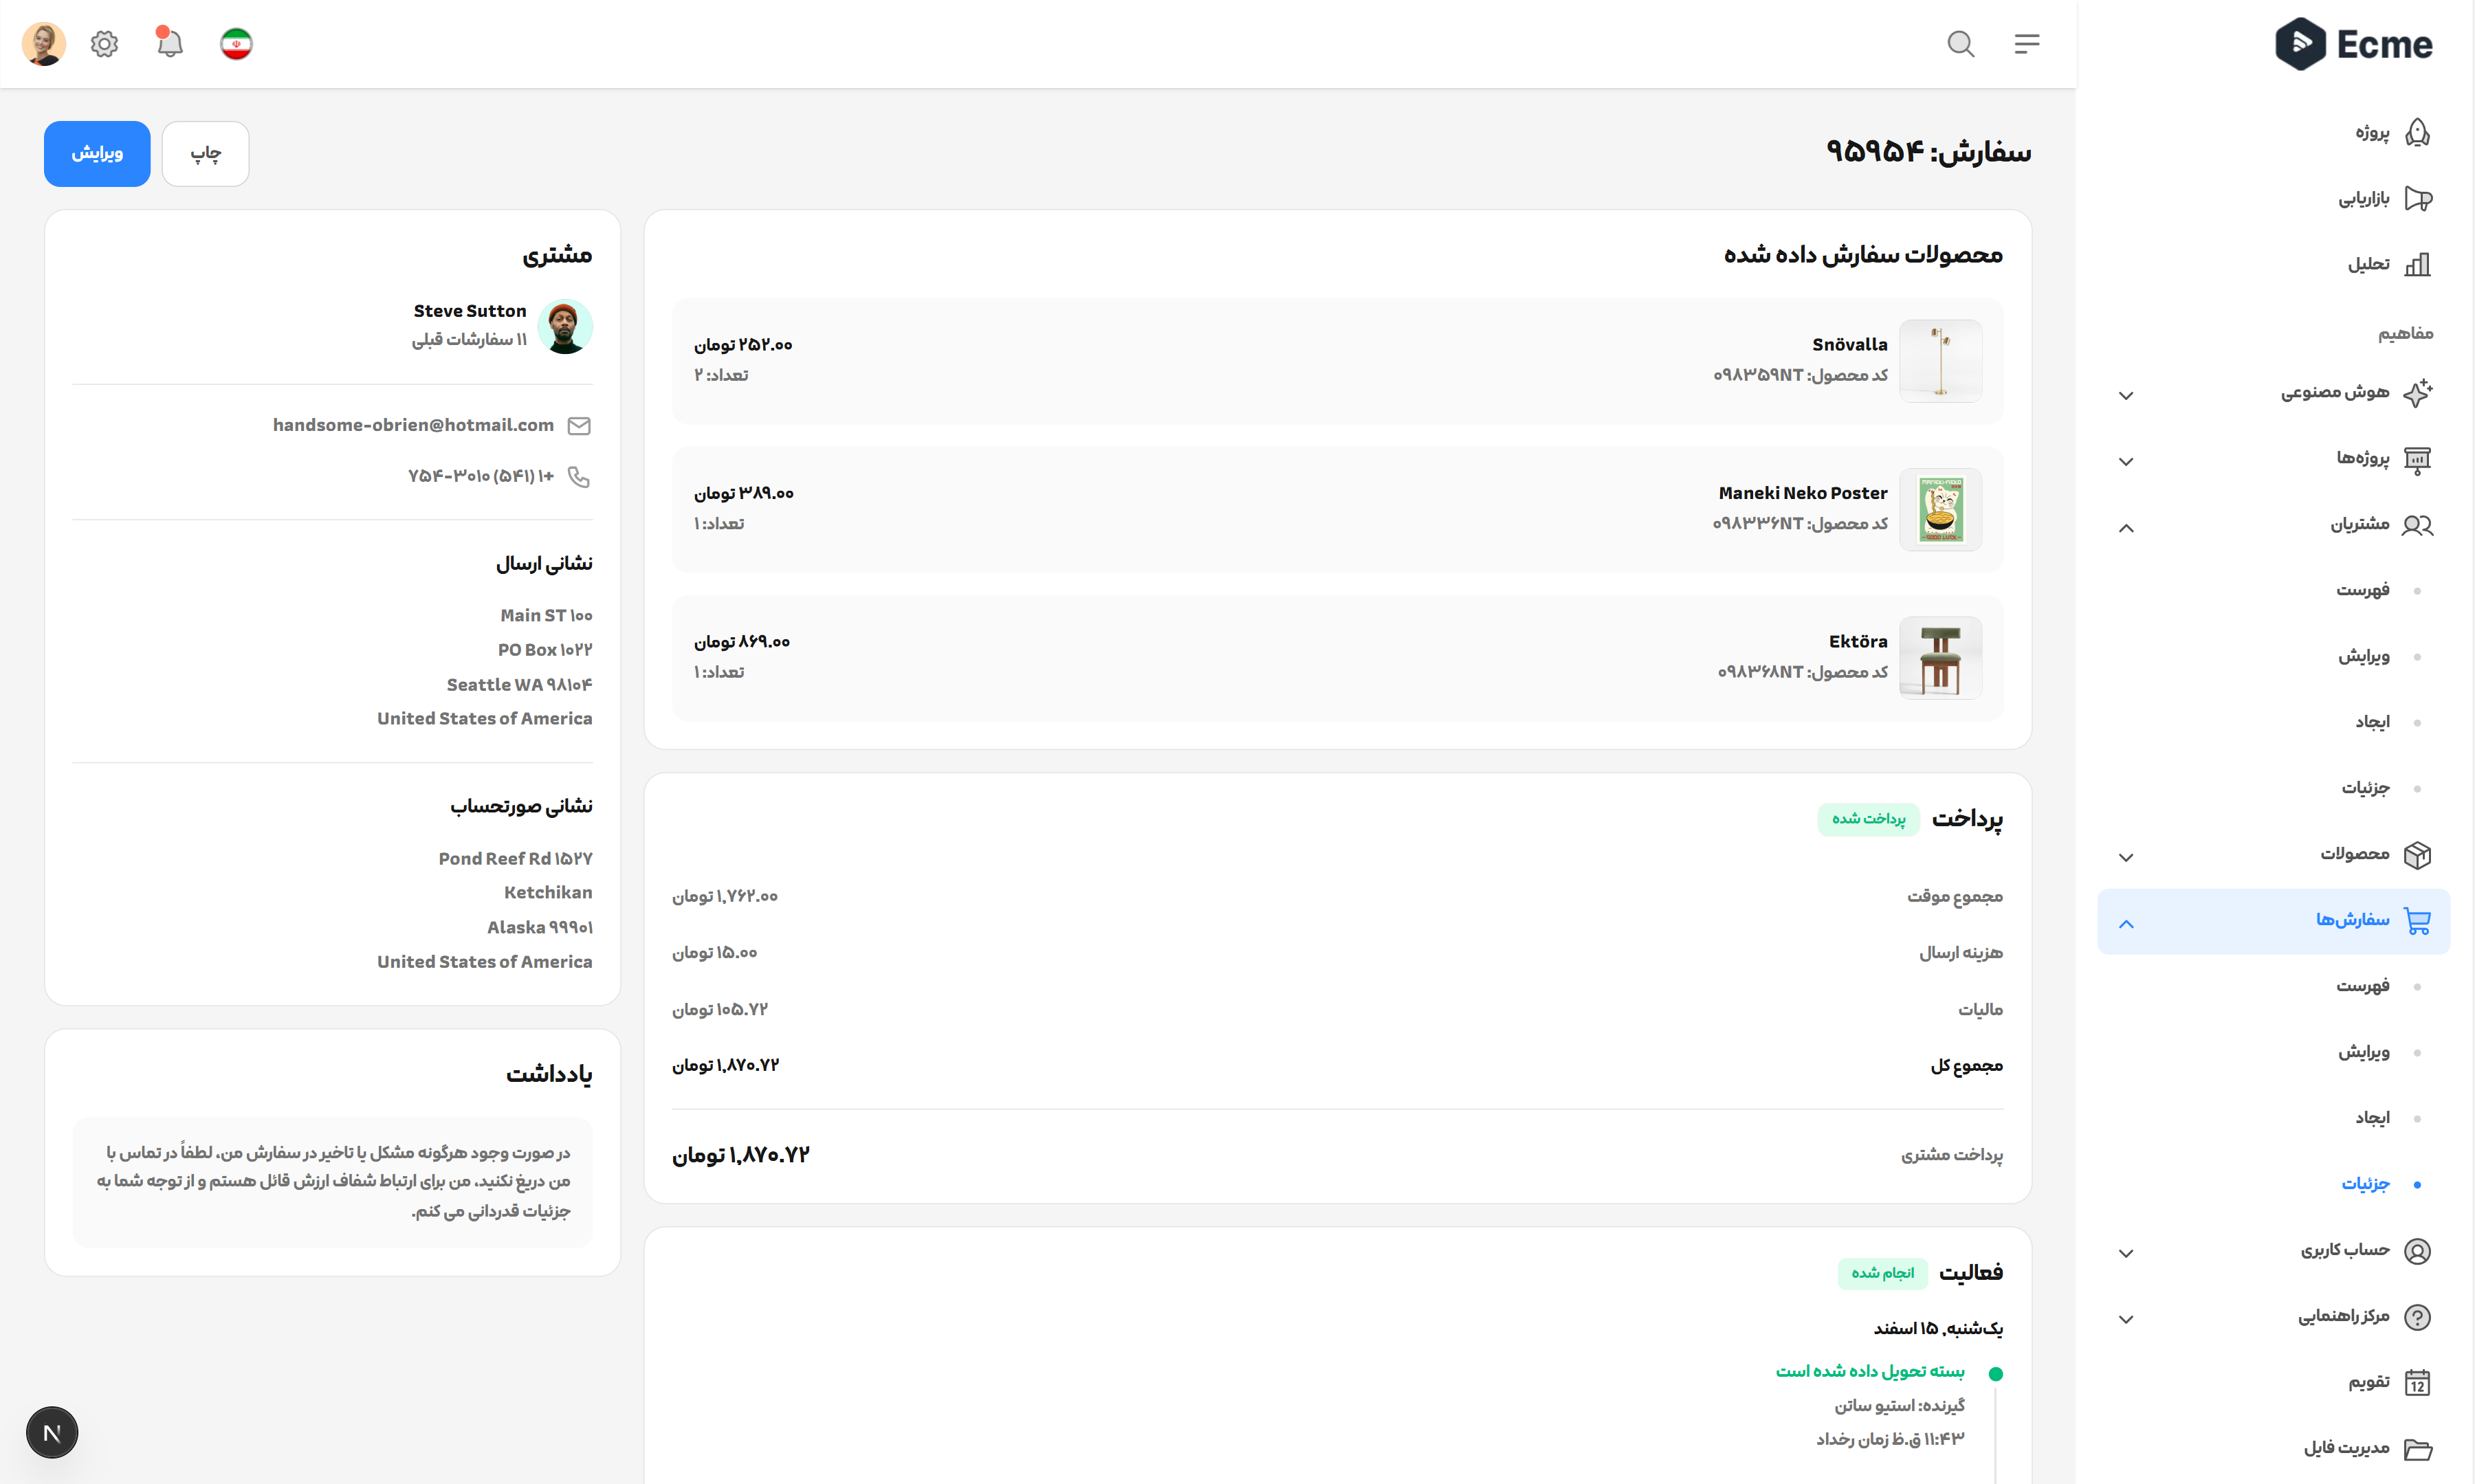 Ecme
پروژه
بازاریابی
تحلیل
مفاهیم
هوش مصنوعی
پروژه‌ها
مشتریان
فهرست
ویرایش
ایجاد
جزئیات
محصولات
سفارش‌ها
فهرست
ویرایش
ایجاد
جزئیات
حساب کاربری
مرکز راهنمایی
تقویم
12
مدیریت فایل
سفارش: ۹۵۹۵۴
چاپ
ویرایش
محصولات سفارش داده شده
Snövalla
کد محصول: ۰۹۸۳۵۹NT
۲۵۲.۰۰ تومان
تعداد: ۲
Maneki Neko Poster
کد محصول: ۰۹۸۳۳۶NT
۳۸۹.۰۰ تومان
تعداد: ۱
Ektöra
کد محصول: ۰۹۸۳۶۸NT
۸۶۹.۰۰ تومان
تعداد: ۱
پرداخت
پرداخت شده
مجموع موقت
۱,۷۶۲.۰۰ تومان
هزینه ارسال
۱۵.۰۰ تومان
مالیات
۱۰۵.۷۲ تومان
مجموع کل
۱,۸۷۰.۷۲ تومان
پرداخت مشتری
۱,۸۷۰.۷۲ تومان
فعالیت
انجام شده
یک‌شنبه, ۱۵ اسفند
بسته تحویل داده شده است
گیرنده: استیو ساتن
۱۱:۴۳ ق.ظ زمان رخداد
مشتری
Steve Sutton
۱۱ سفارشات قبلی
handsome-obrien@hotmail.com
+۱ (۵۴۱) ۷۵۴-۳۰۱۰
نشانی ارسال
۱۰۰ Main ST
PO Box ۱۰۲۲
Seattle WA ۹۸۱۰۴
United States of America
نشانی صورتحساب
۱۵۲۷ Pond Reef Rd
Ketchikan
Alaska ۹۹۹۰۱
United States of America
یادداشت
در صورت وجود هرگونه مشکل یا تاخیر در سفارش من، لطفاً در تماس با
من دریغ نکنید، من برای ارتباط شفاف ارزش قائل هستم و از توجه شما به
جزئیات قدردانی می کنم.
N